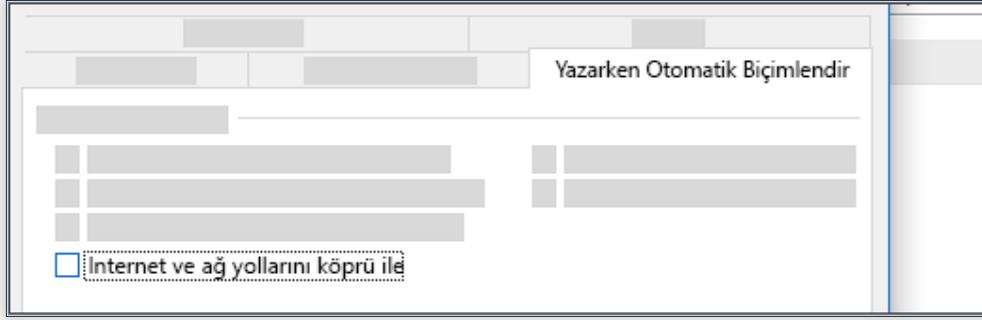 Yazarken Otomatik Biçimlendir
Internet ve ağ yollarını köprü ile